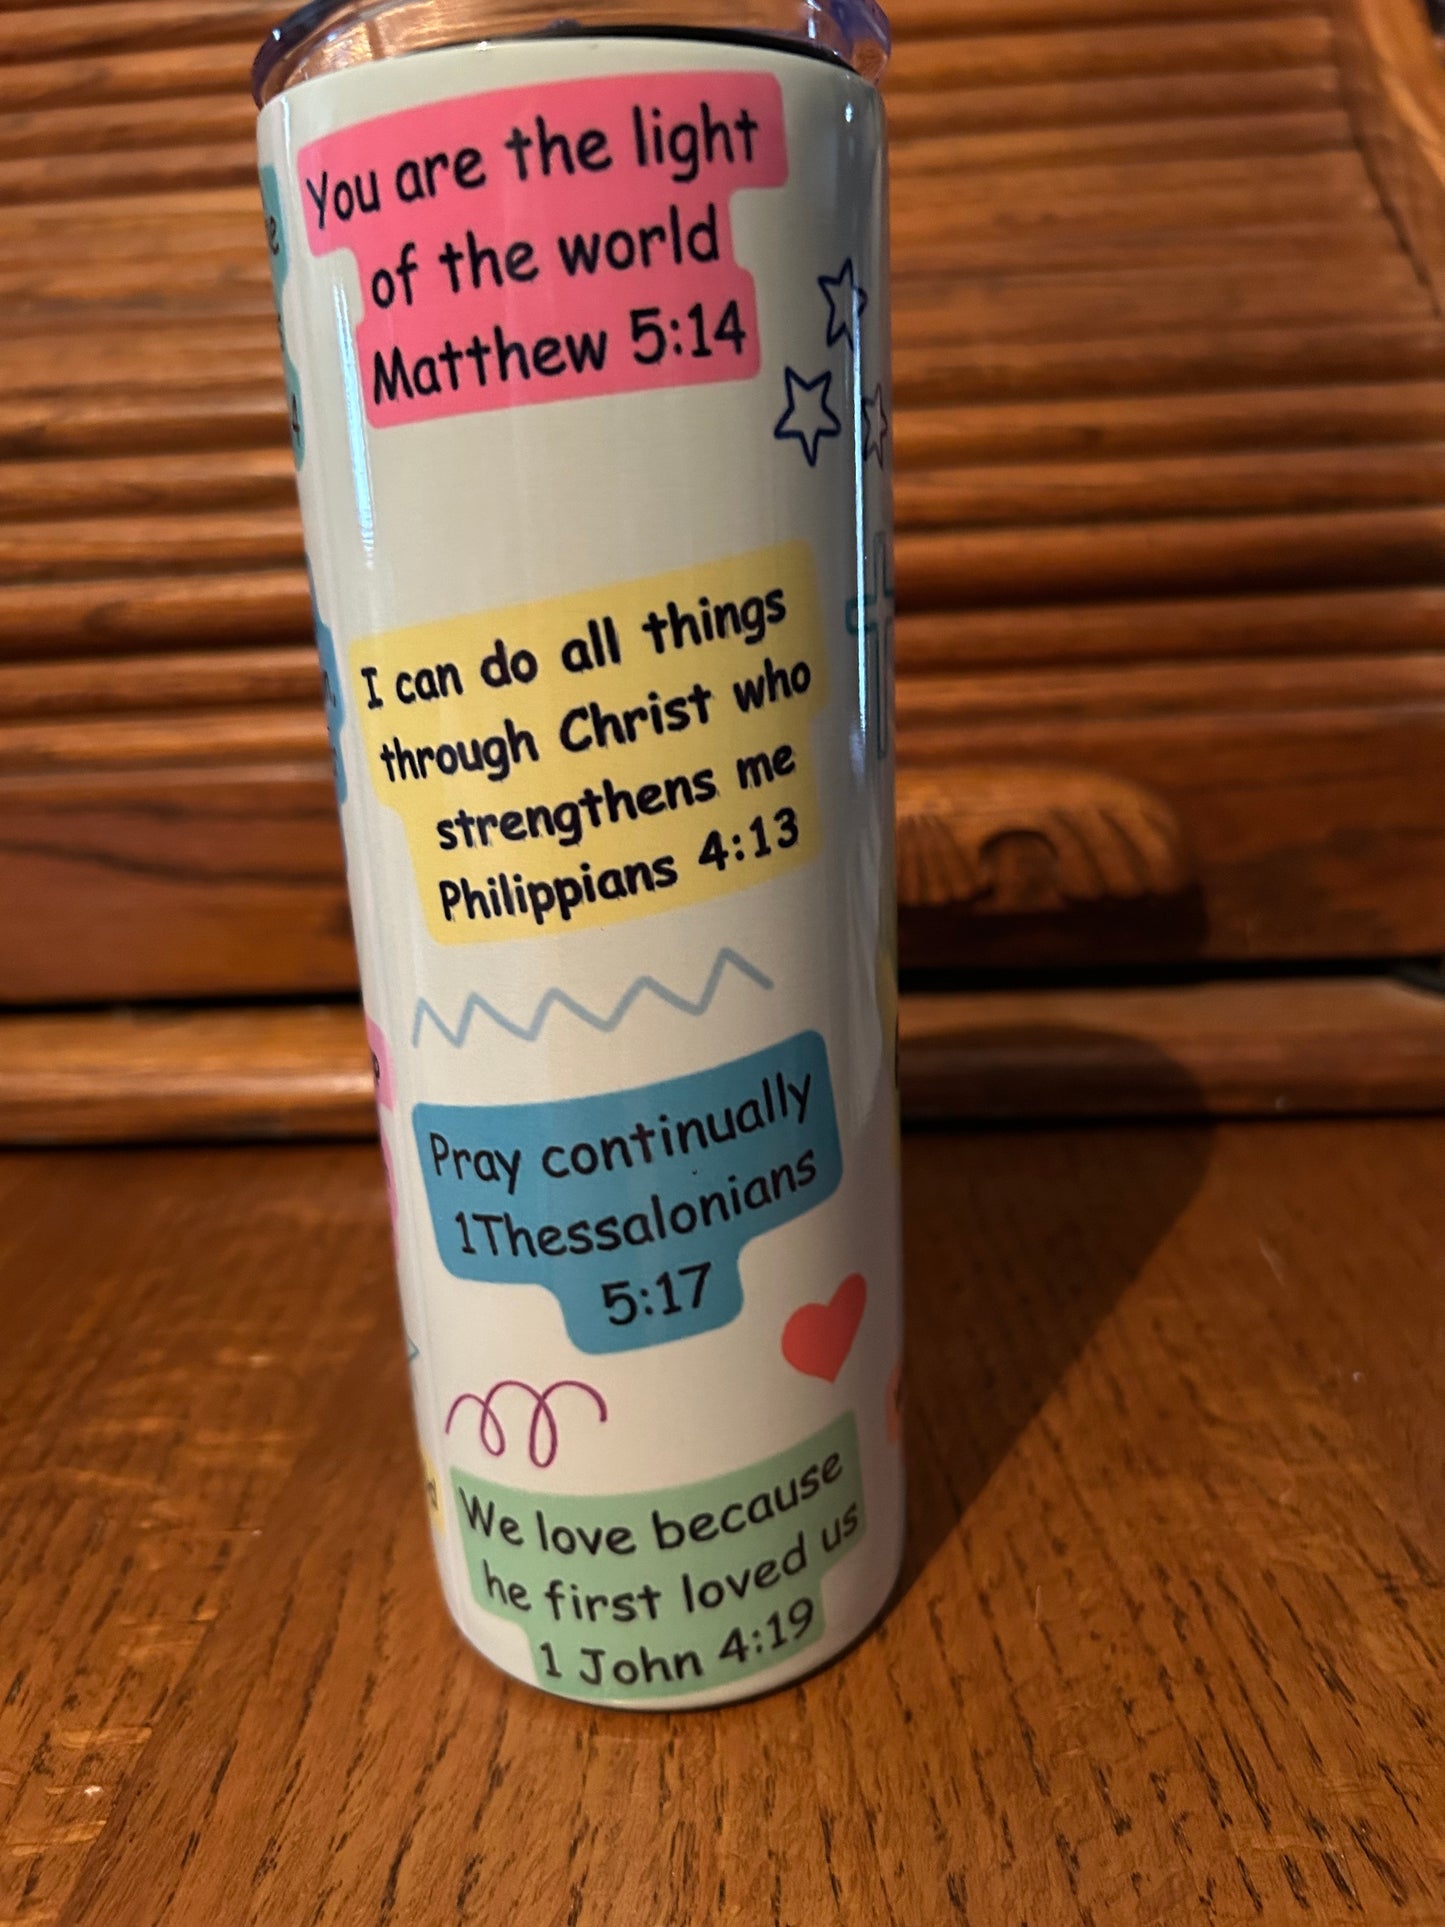 You are the light
of the world
Matthew 5:14
I can do all things
through Christ who
strengthens me
Philippians 4:13
Pray continually
1Thessalonians
5:17
We love because
he first loved us
1 John 4:19